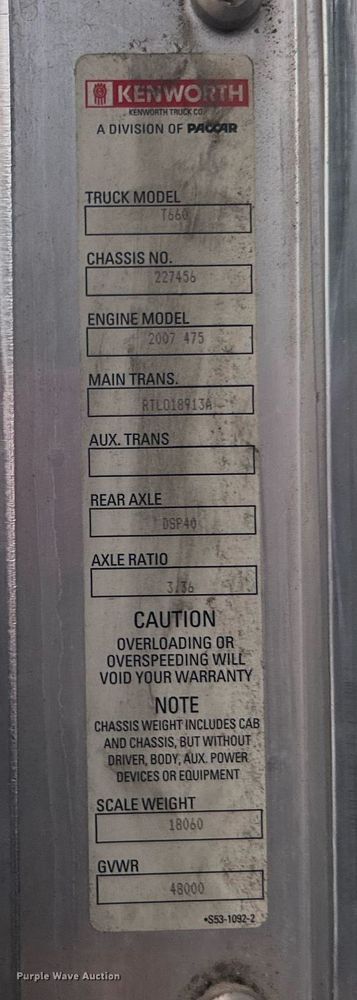 KENWORTH
KENWORTH TRUCK CO.
A DIVISION OF PACCAR
TRUCK MODEL
T660
CHASSIS NO.
227456
ENGINE MODEL
2007 475
MAIN TRANS.
RTLO18913A
AUX. TRANS
REAR AXLE
DSP40
AXLE RATIO
3.36
CAUTION
OVERLOADING OR
OVERSPEEDING WILL
VOID YOUR WARRANTY
NOTE
CHASSIS WEIGHT INCLUDES CAB
AND CHASSIS, BUT WITHOUT
DRIVER, BODY, AUX. POWER
DEVICES OR EQUIPMENT
SCALE WEIGHT
18060
GVWR
48000
*S53-1092-2
Purple Wave Auction